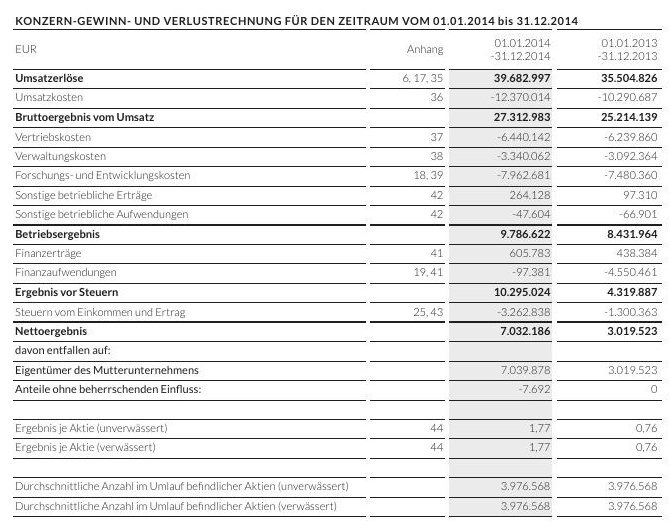 KONZERN-GEWINN- UND VERLUSTRECHNUNG FÜR DEN ZEITRAUM VOM 01.01.2014 bis 31.12.2014
EUR Anhang 01.01.2014 -31.12.2014 01.01.2013 -31.12.2013
Umsatzerlöse 6, 17, 35 39.682.997 35.504.826
Umsatzkosten 36 -12.370.014 -10.290.687
Bruttoergebnis vom Umsatz 27.312.983 25.214.139
Vertriebskosten 37 -6.440.142 -6.239.860
Verwaltungskosten 38 -3.340.062 -3.092.364
Forschungs- und Entwicklungskosten 18, 39 -7.962.681 -7.480.360
Sonstige betriebliche Erträge 42 264.128 97.310
Sonstige betriebliche Aufwendungen 42 -47.604 -66.901
Betriebsergebnis 9.786.622 8.431.964
Finanzerträge 41 605.783 438.384
Finanzaufwendungen 19, 41 -97.381 -4.550.461
Ergebnis vor Steuern 10.295.024 4.319.887
Steuern vom Einkommen und Ertrag 25, 43 -3.262.838 -1.300.363
Nettoergebnis 7.032.186 3.019.523
davon entfallen auf:
Eigentümer des Mutterunternehmens 7.039.878 3.019.523
Anteile ohne beherrschenden Einfluss: -7.692 0
Ergebnis je Aktie (unverwässert) 44 1,77 0,76
Ergebnis je Aktie (verwässert) 44 1,77 0,76
Durchschnittliche Anzahl im Umlauf befindlicher Aktien (unverwässert) 3.976.568 3.976.568
Durchschnittliche Anzahl im Umlauf befindlicher Aktien (verwässert) 3.976.568 3.976.568